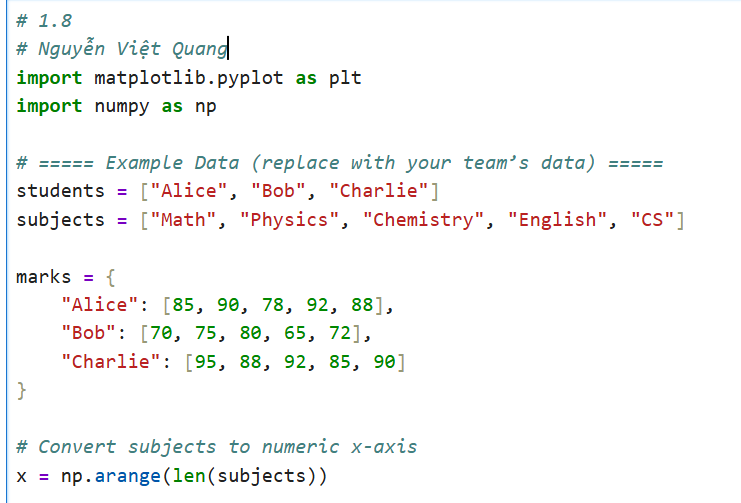 # 1.8
# Nguyễn Việt Quang
import matplotlib.pyplot as plt
import numpy as np
# ===== Example Data (replace with your team’s data) =====
students = ["Alice", "Bob", "Charlie"]
subjects = ["Math", "Physics", "Chemistry", "English", "CS"]
marks = {
    "Alice": [85, 90, 78, 92, 88],
    "Bob": [70, 75, 80, 65, 72],
    "Charlie": [95, 88, 92, 85, 90]
}
# Convert subjects to numeric x-axis
x = np.arange(len(subjects))